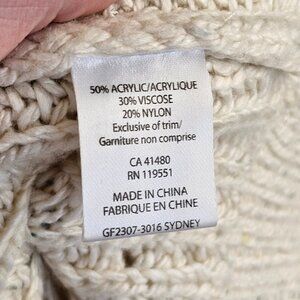 50% ACRYLIC/ACRYLIQUE
30% VISCOSE
20% NYLON
Exclusive of trim/
Garniture non comprise
CA 41480
RN 119551
MADE IN CHINA
FABRIQUE EN CHINE
GF2307-3016 SYDNEY